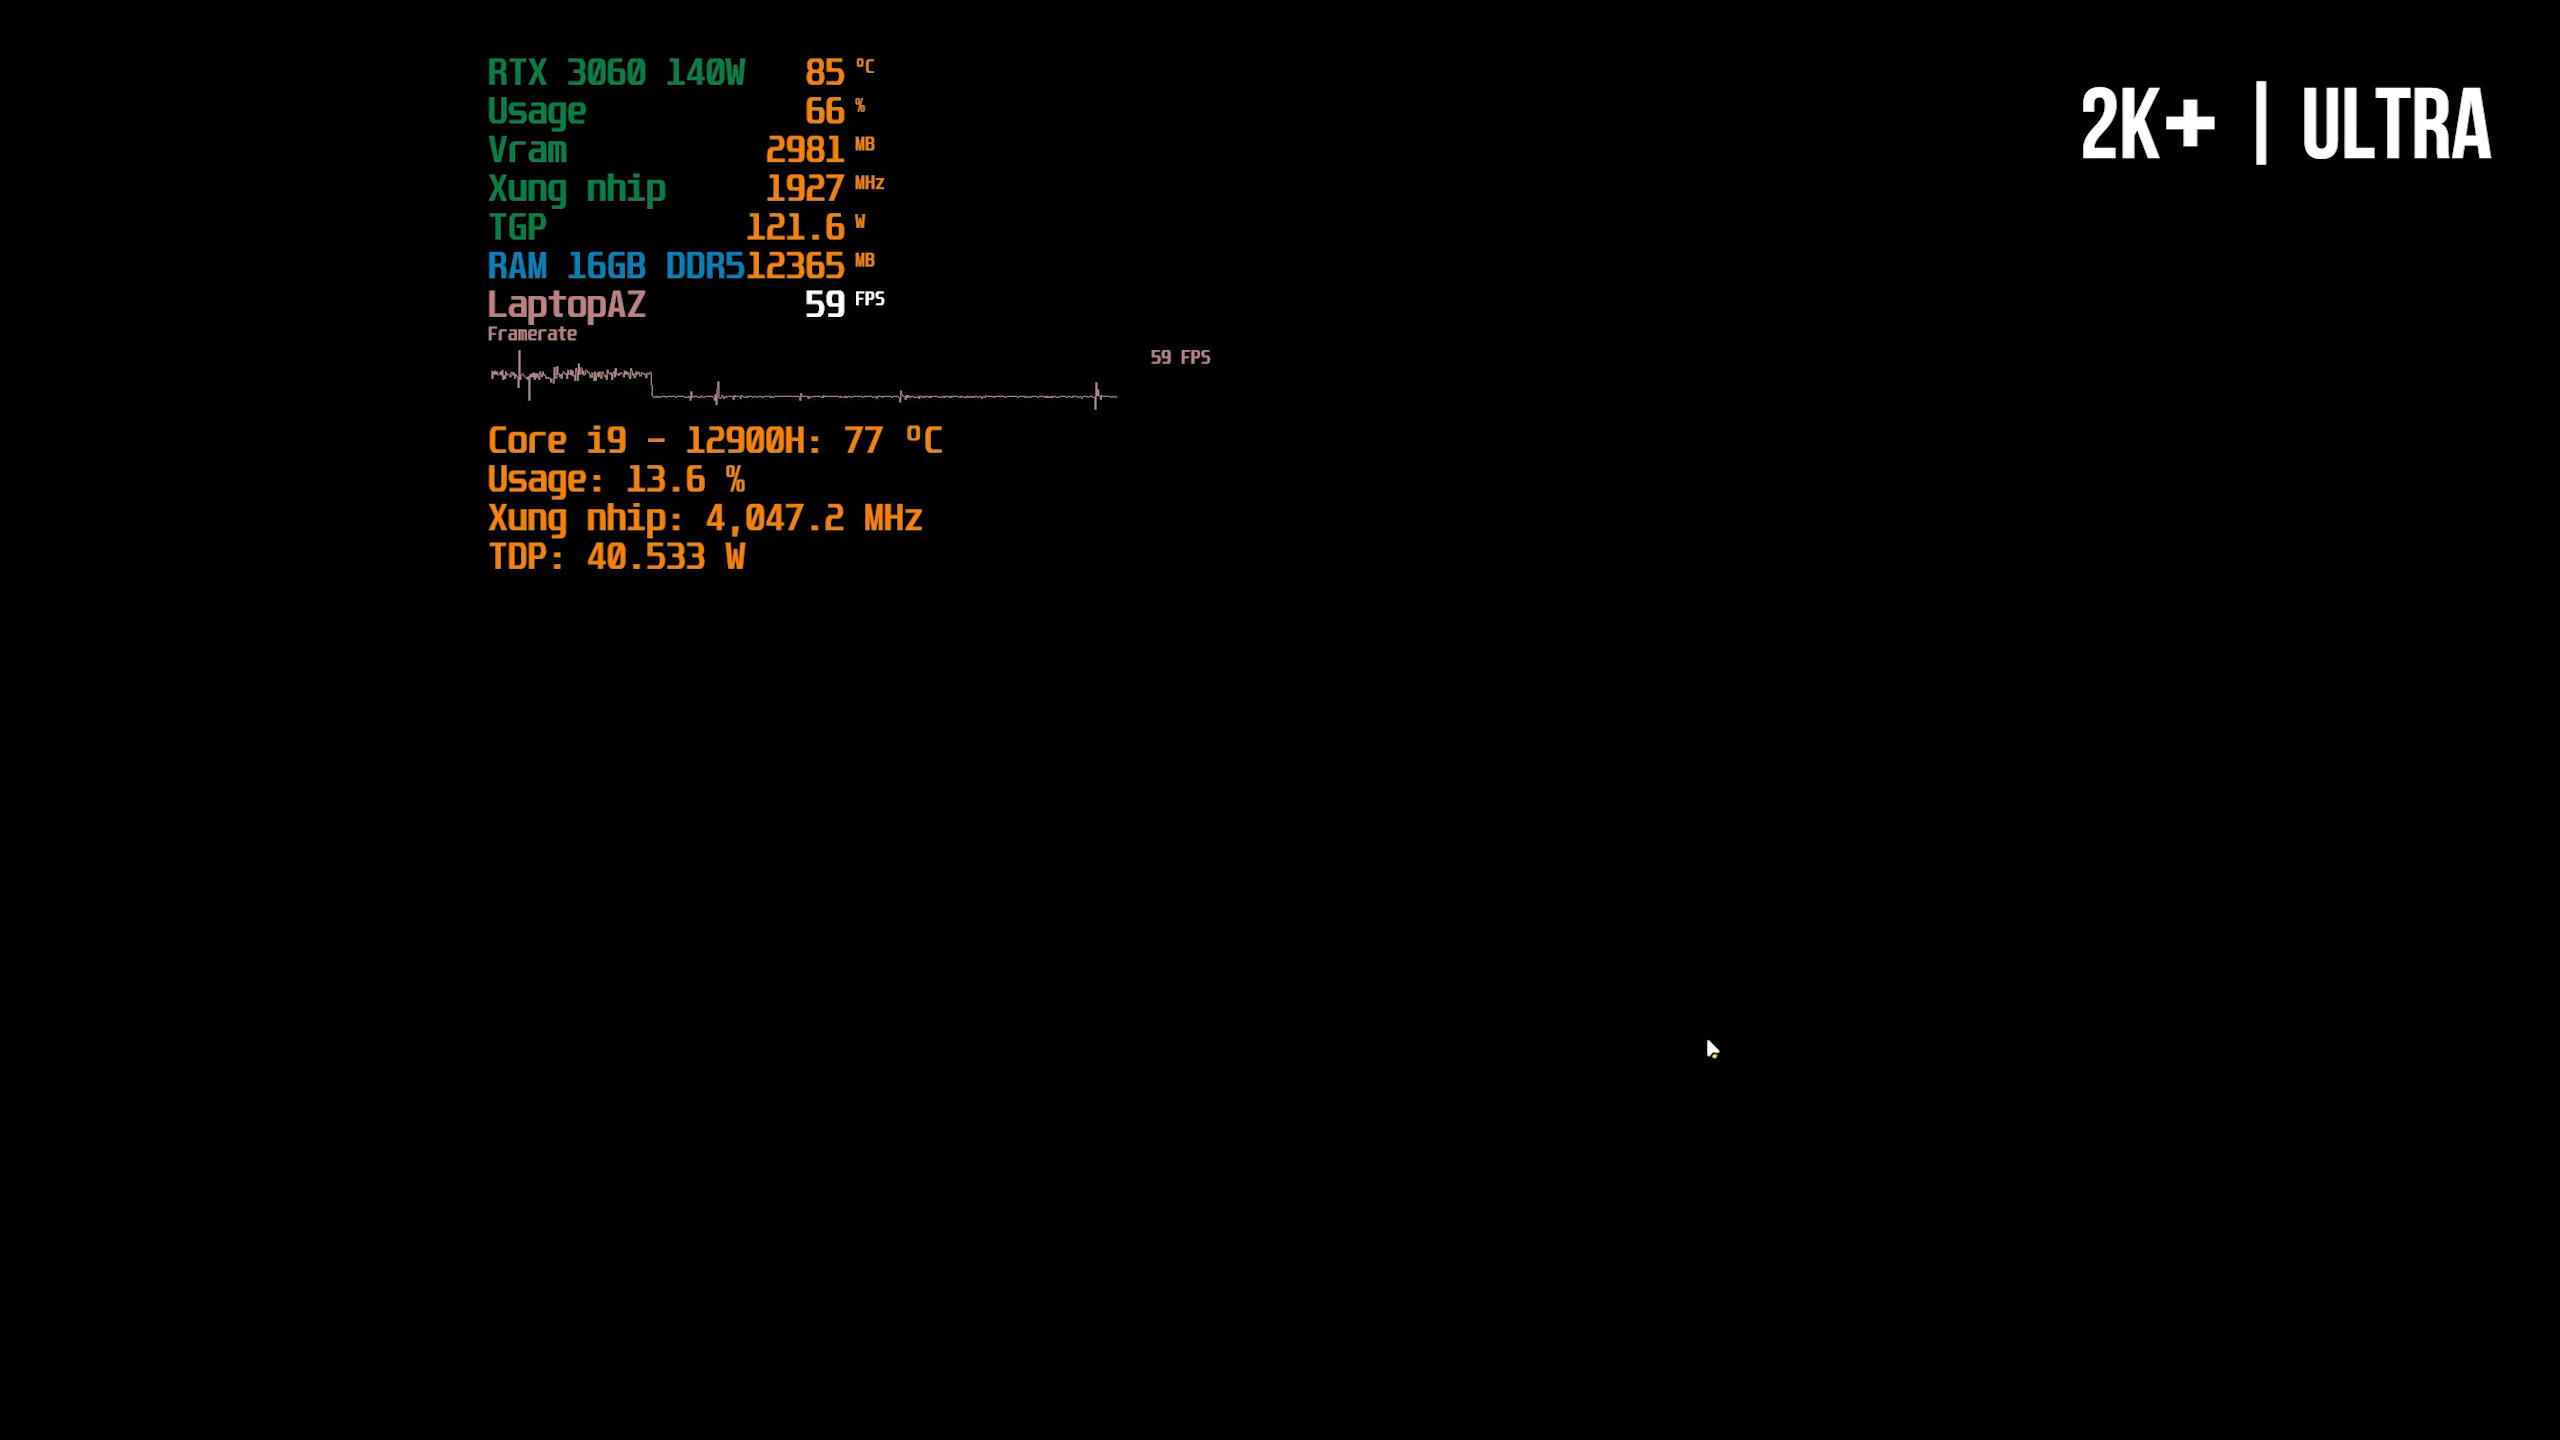 RTX 3060 140W 85 °C
2K+ | ULTRA
Usage 66 %
Vram 2981 MB
Xung nhip 1927 MHz
TGP 121.6 W
RAM 16GB DDR5 12365 MB
LaptopAZ 59 FPS
Framerate
59 FPS
Core i9 - 12900H: 77 °C
Usage: 13.6 %
Xung nhip: 4,047.2 MHz
TDP: 40.533 W